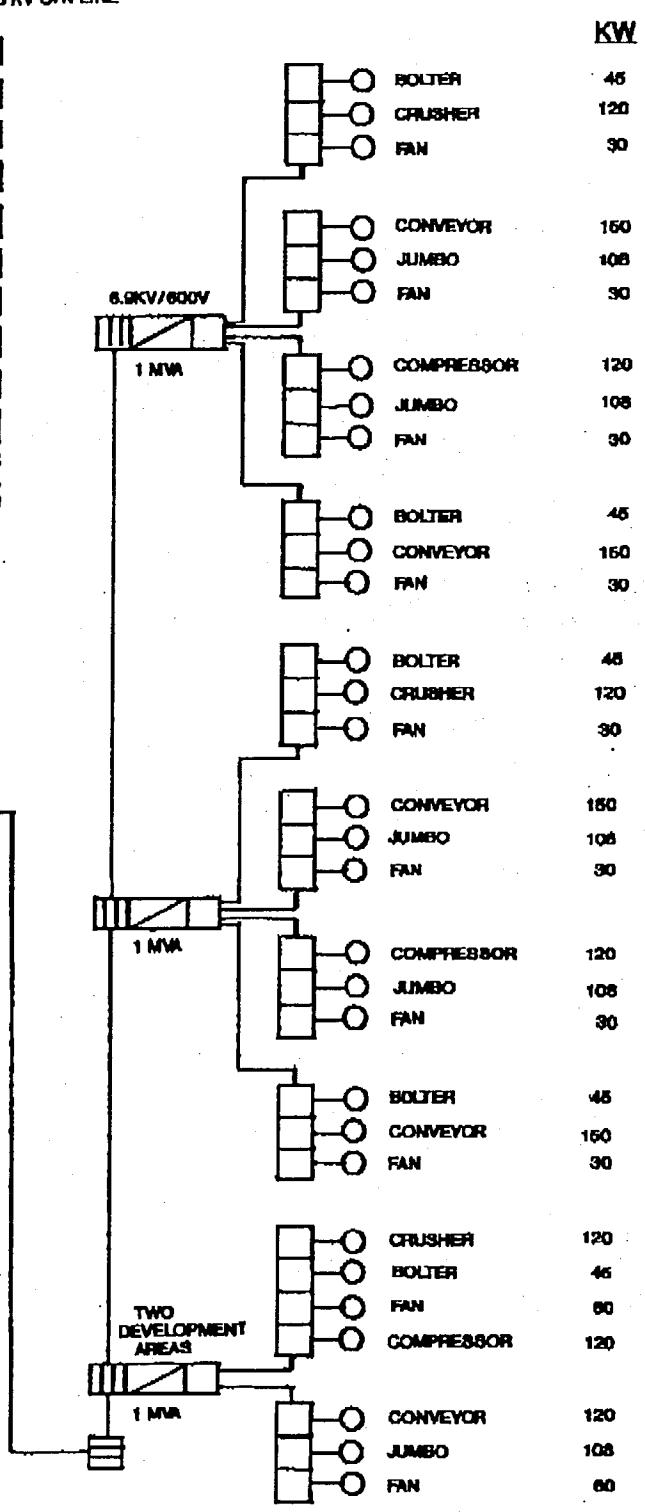 KW
BOLTER 45
CRUSHER 120
FAN 30
CONVEYOR 150
JUMBO 108
FAN 30
6.9KV/600V
1 MVA
COMPRESSOR 120
JUMBO 108
FAN 30
BOLTER 45
CONVEYOR 150
FAN 30
BOLTER 45
CRUSHER 120
FAN 30
CONVEYOR 150
JUMBO 108
FAN 30
1 MVA
COMPRESSOR 120
JUMBO 108
FAN 30
BOLTER 45
CONVEYOR 150
FAN 30
CRUSHER 120
BOLTER 45
FAN 60
COMPRESSOR 120
TWO
DEVELOPMENT
AREAS
1 MVA
CONVEYOR 120
JUMBO 108
FAN 60